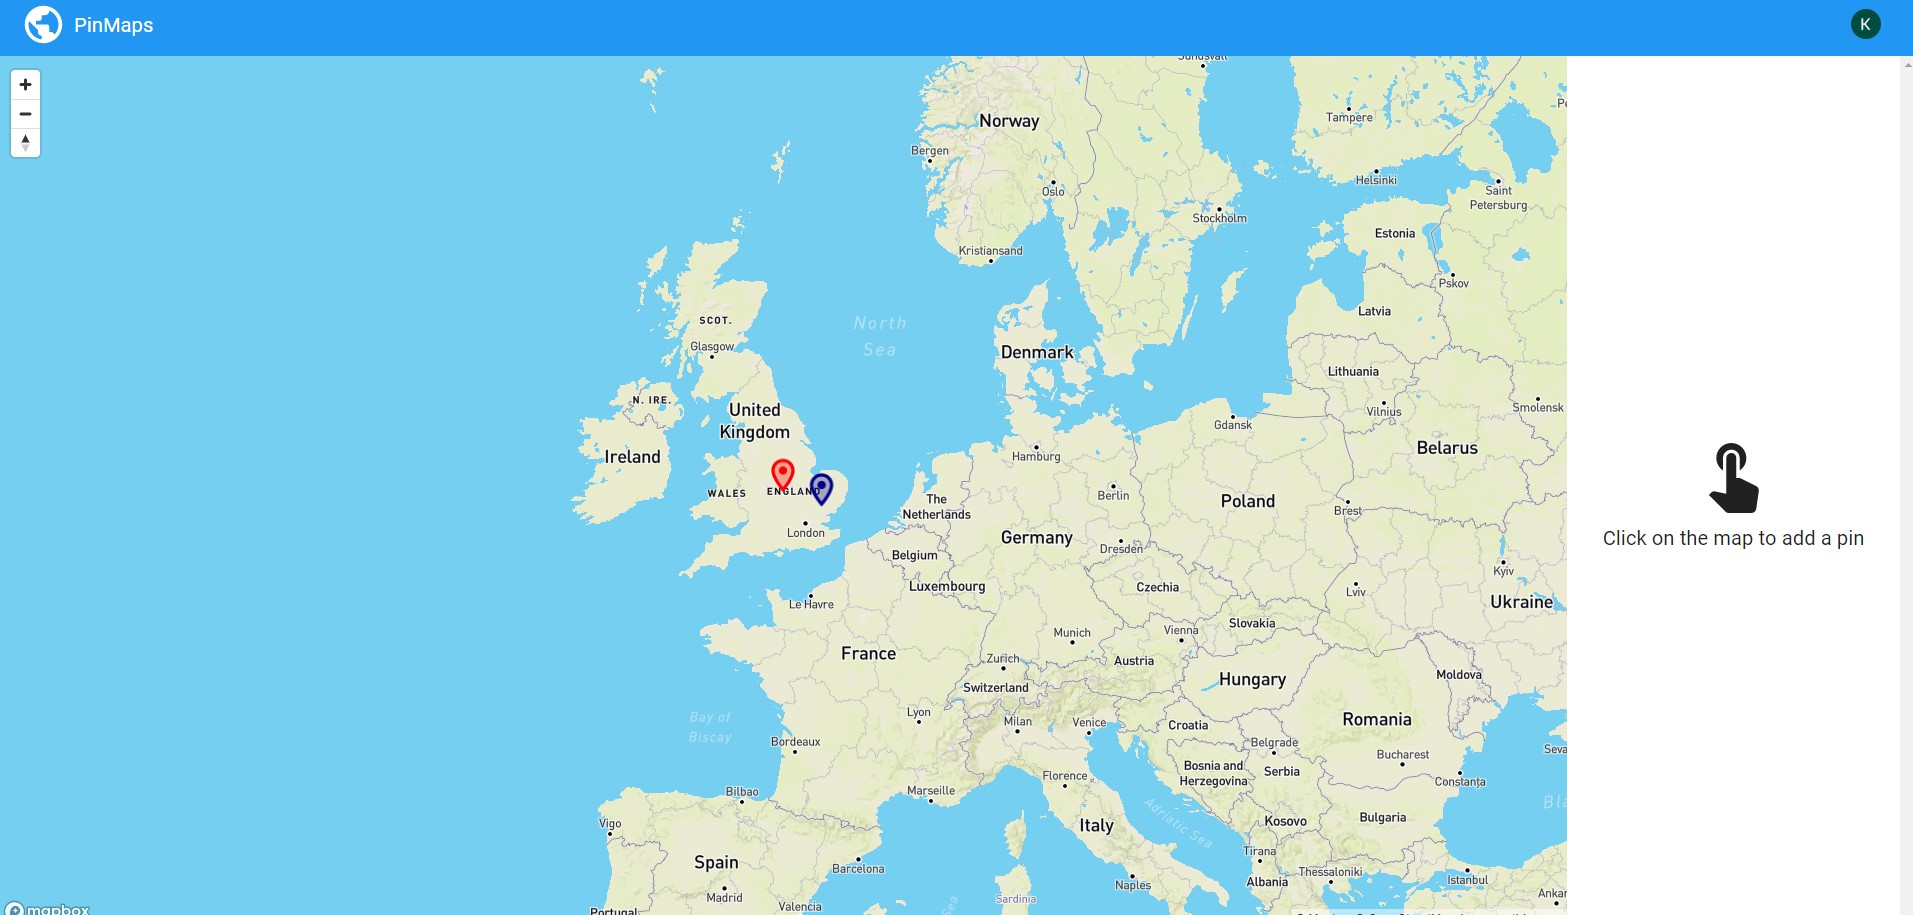 PinMaps
K
Sundsvall
Norway
Tampere
Bergen
Helsinki
Oslo
Saint
Petersburg
Stockholm
Estonia
Kristiansand
Pskov
Latvia
SCOT.
North
Sea
Glasgow
Denmark
Lithuania
N. IRE.
Vilnius
Smolensk
United
Kingdom
Gdansk
Belarus
Ireland
Hamburg
WALES
ENGLAND
The
Netherlands
Berlin
Poland
Brest
London
Germany
Click on the map to add a pin
Belgium
Dresden
Kyiv
Luxembourg
Czechia
Lviv
Le Havre
Ukraine
Slovakia
Munich
Vienna
France
Zurich
Austria
Switzerland
Hungary
Moldova
Lyon
Milan
Venice
Croatia
Romania
Bay of
Biscay
Bordeaux
Belgrade
Bucharest
Bosnia and
Herzegovina
Serbia
Florence
Constanța
Bilbao
Marseille
Adriatic Sea
Vigo
Italy
Kosovo
Bulgaria
Tirana
Spain
Barcelona
Thessaloniki
Istanbul
Albania
Naples
Madrid
Sardinia
Valencia
Sea
Portugal
mapbox